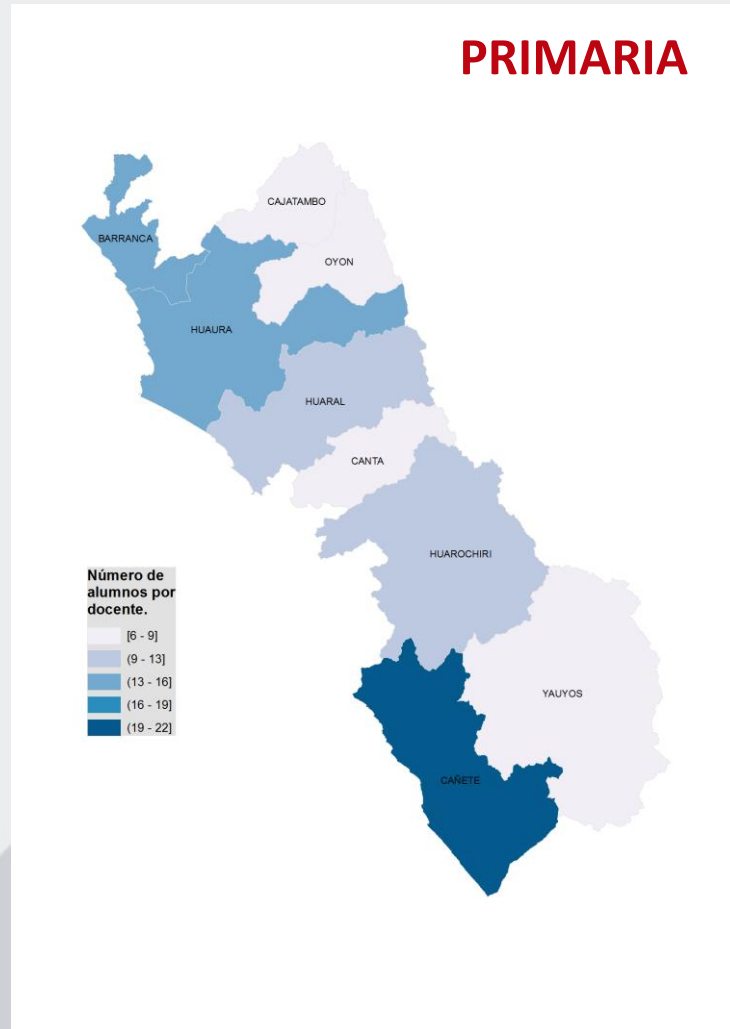 PRIMARIA
CAJATAMBO
BARRANCA
OYON
HUAURA
HUARAL
CANTA
HUAROCHIRI
Número de
alumnos por
docente.
[6 - 9]
(9 - 13]
(13 - 16]
(16 - 19]
(19 - 22]
YAUYOS
CAÑETE